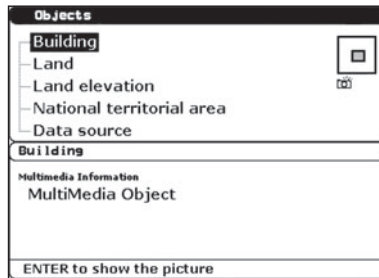 Objects
Building
Land
Land elevation
National territorial area
Data source
Building
Multimedia Information
MultiMedia Object
ENTER to show the picture